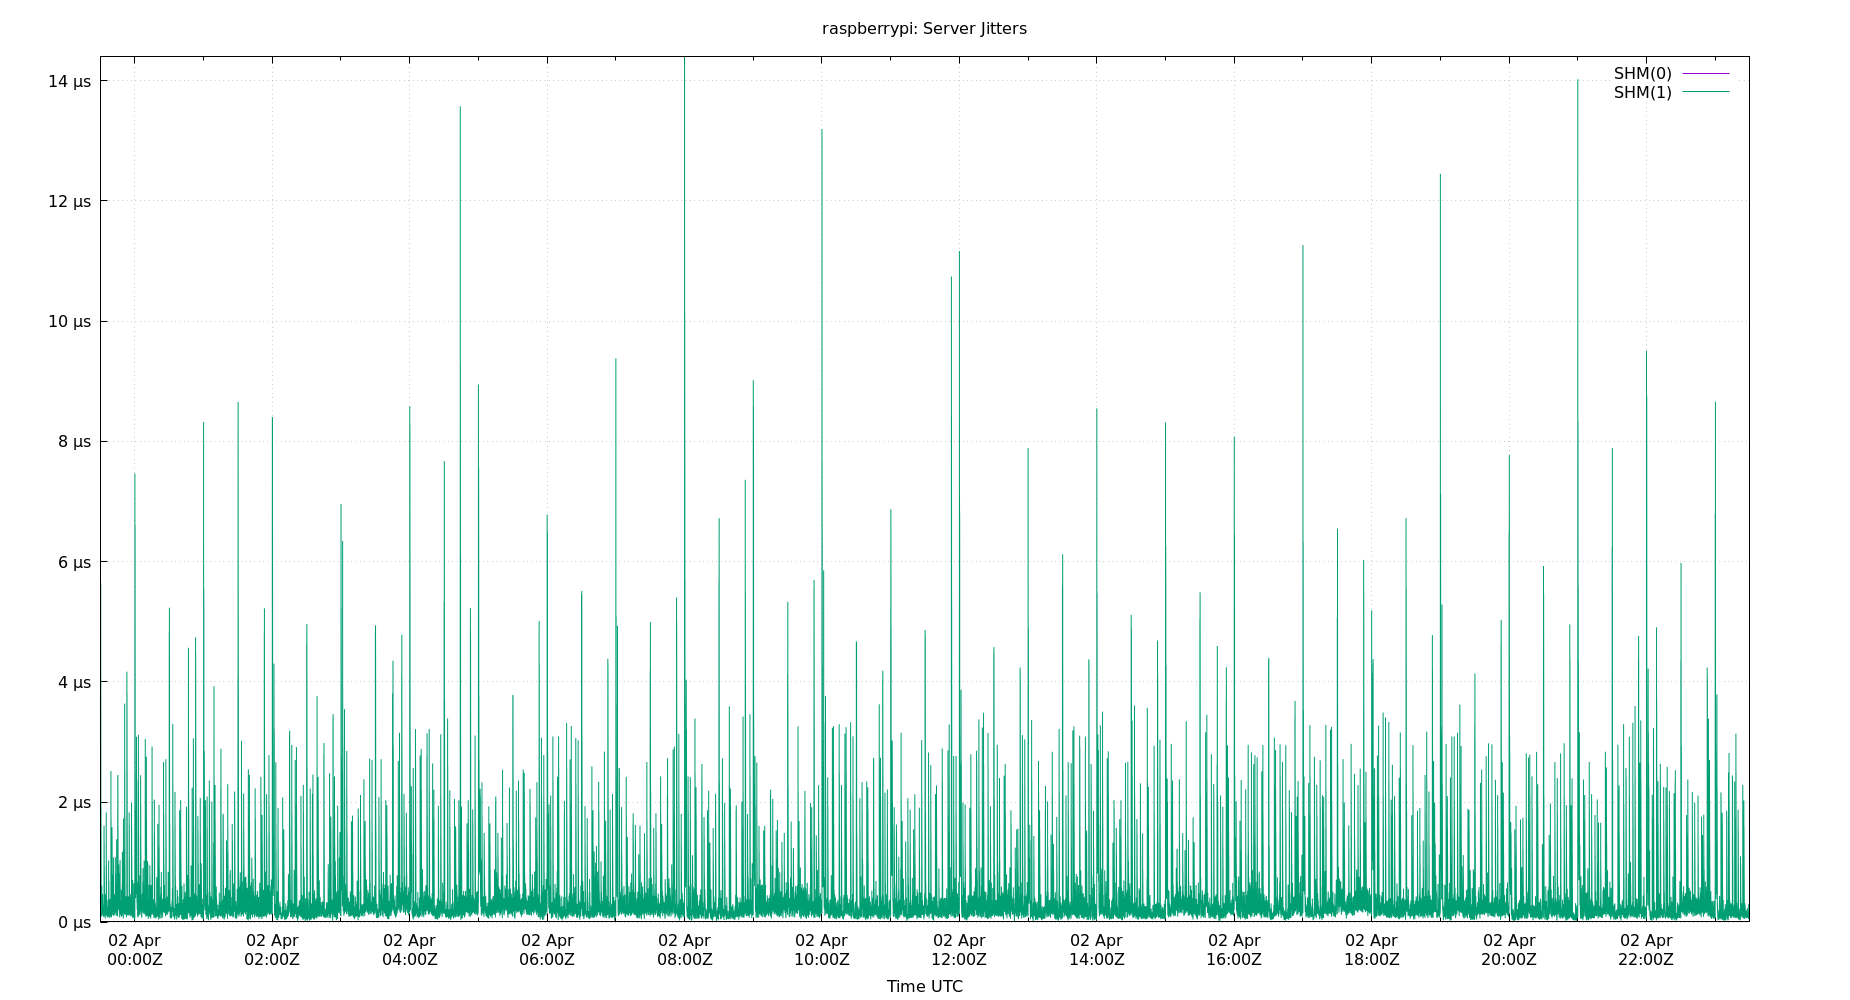 raspberrypi: Server Jitters
SHM(0)
SHM(1)
14 µs
12 µs
10 µs
8 µs
6 µs
4 µs
2 µs
0 µs
02 Apr 02 Apr 02 Apr 02 Apr 02 Apr 02 Apr 02 Apr 02 Apr 02 Apr 02 Apr 02 Apr 02 Apr
00:00Z 02:00Z 04:00Z 06:00Z 08:00Z 10:00Z 12:00Z 14:00Z 16:00Z 18:00Z 20:00Z 22:00Z
Time UTC